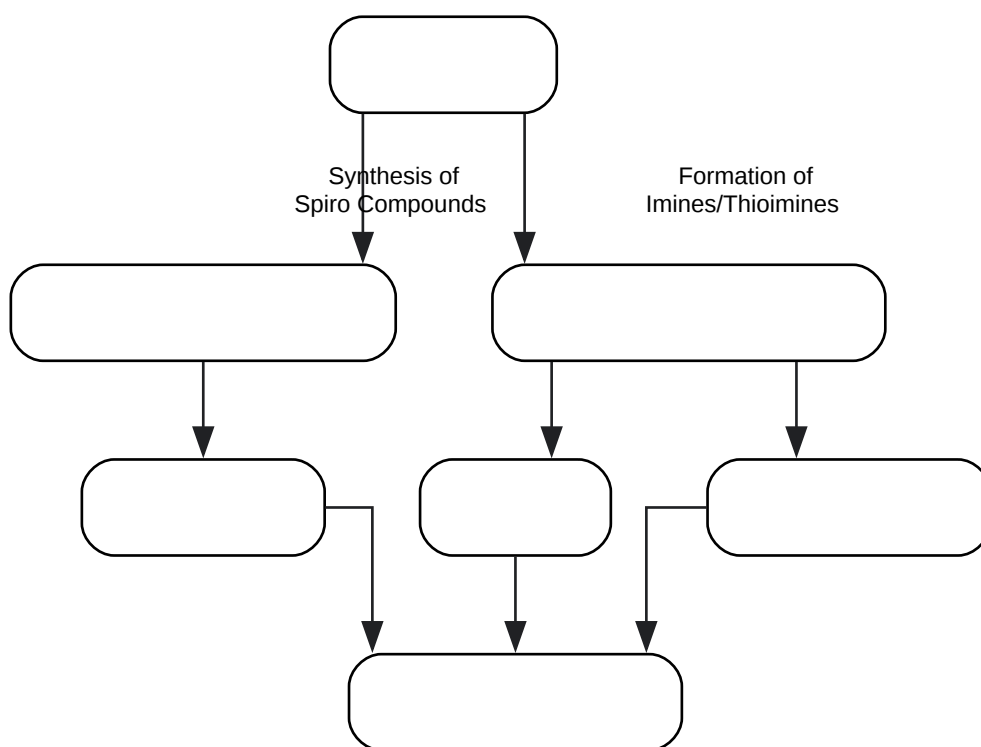 Synthesis of
Spiro Compounds
Formation of
Imines/Thioimines